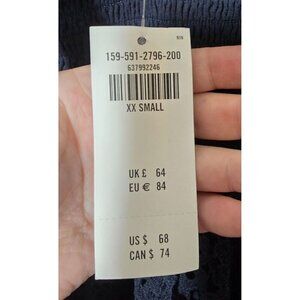 159-591-2796-200
637992246
XX SMALL
UK £ 64
EU € 84
US $ 68
CAN $ 74